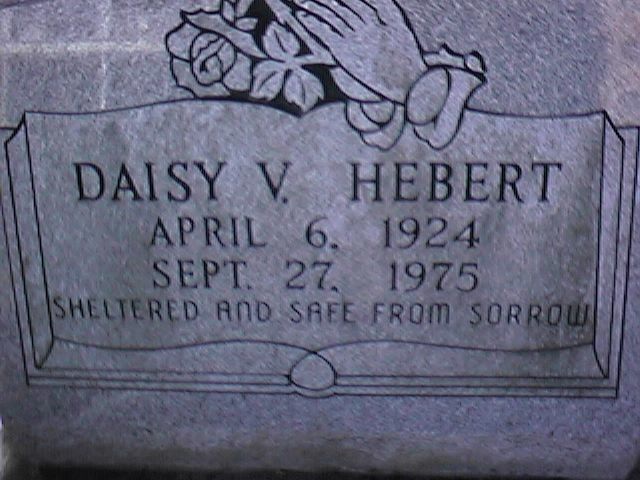 DAISY V. HEBERT
APRIL 6, 1924
SEPT. 27, 1975
SHELTERED AND SAFE FROM SORROW